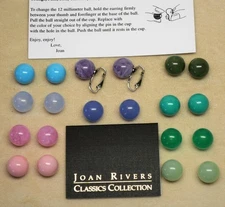 To change the 12 millimeter ball, hold the earring firmly
between your thumb and forefinger at the base of the ball.
Pull the ball straight out of the cup. Replace with
the color of your choice by aligning the pin in the cup
with the hole in the ball. Push the ball until it rests in the cup.
Enjoy, enjoy!
Love,
Joan
JOAN RIVERS
CLASSICS COLLECTION